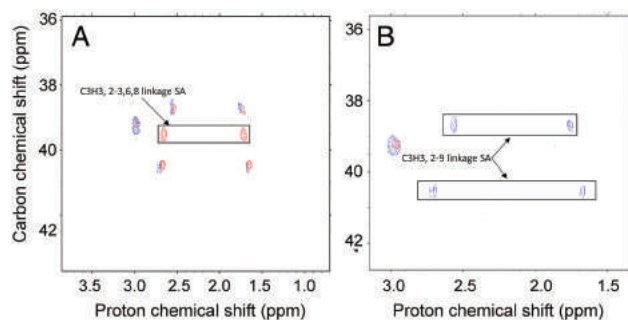 A
B
36
38
40
42
36
38
40
42
Carbon chemical shift (ppm)
C3H3, 2-3,6,8 linkage SA
C3H3, 2-9 linkage SA
3.5 3.0 2.5 2.0 1.5 1.0
3.0 2.5 2.0 1.5
Proton chemical shift (ppm)
Proton chemical shift (ppm)